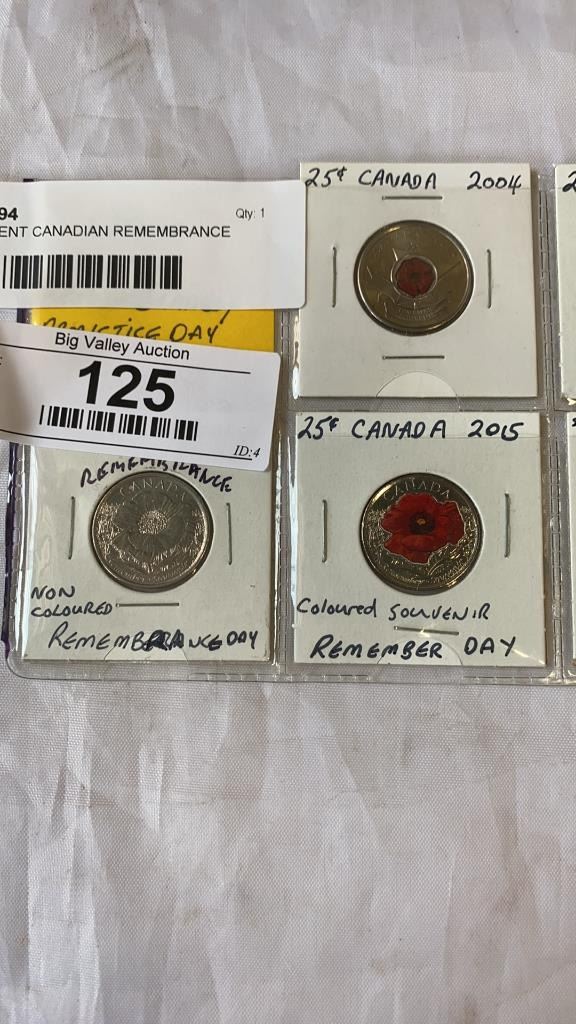 94
Qty: 1
ENT CANADIAN REMEMBRANCE
25¢ CANADA 2004
2
ARMISTICE DAY
Big Valley Auction
125
ID:4
REMEMBRANCE
CANADA
NON
COLOURED
REMEMBRANCE DAY
25¢ CANADA 2015
CANADA
Coloured SOUVENIR
REMEMBER DAY